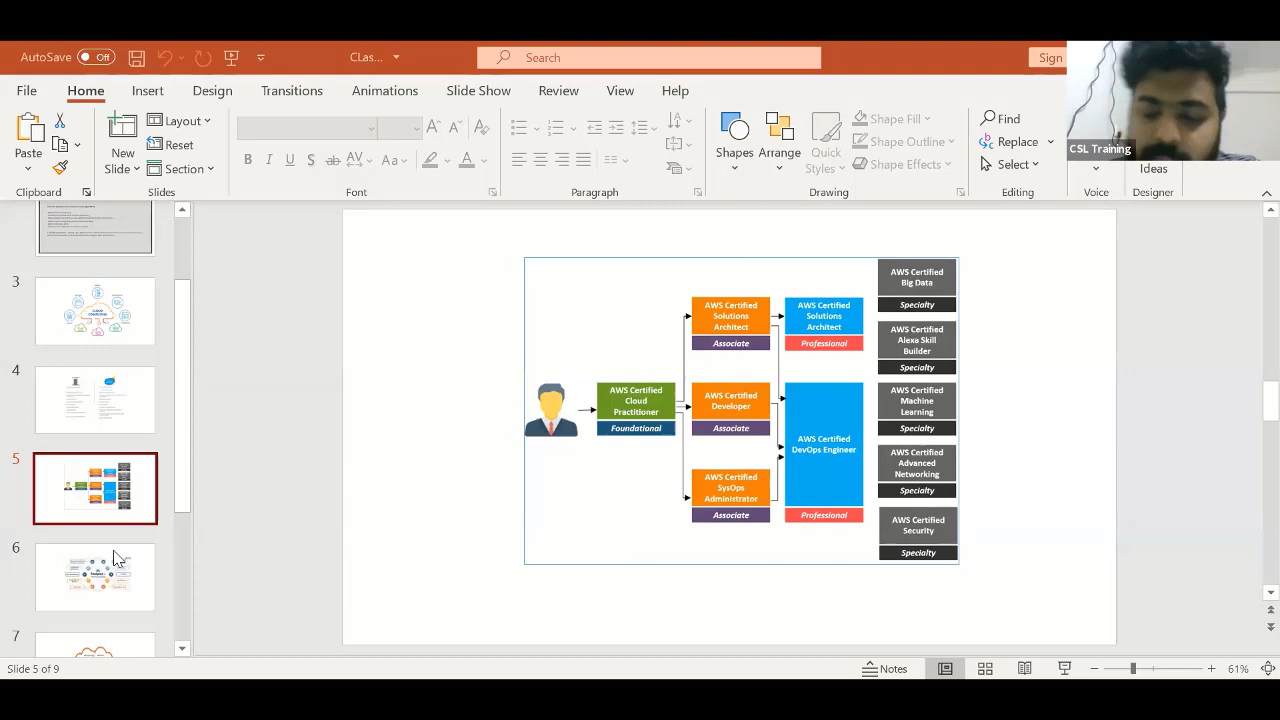 AutoSave Off
CLas...
Search
Sign
File Home Insert Design Transitions Animations Slide Show Review View Help
Paste
New
Slide
Layout
Reset
Section
Shapes
Arrange
Quick
Styles
Shape Fill
Shape Outline
Shape Effects
Find
Replace
Select
Ideas
CSL Training
Clipboard Slides Font Paragraph Drawing Editing Voice Designer
3
4
5
6
7
AWS Certified
Cloud
Practitioner
Foundational
AWS Certified
Solutions
Architect
Associate
AWS Certified
Developer
Associate
AWS Certified
SysOps
Administrator
Associate
AWS Certified
Solutions
Architect
Professional
AWS Certified
DevOps Engineer
Professional
AWS Certified
Big Data
Specialty
AWS Certified
Alexa Skill
Builder
Specialty
AWS Certified
Machine
Learning
Specialty
AWS Certified
Advanced
Networking
Specialty
AWS Certified
Security
Specialty
Slide 5 of 9
Notes
61%